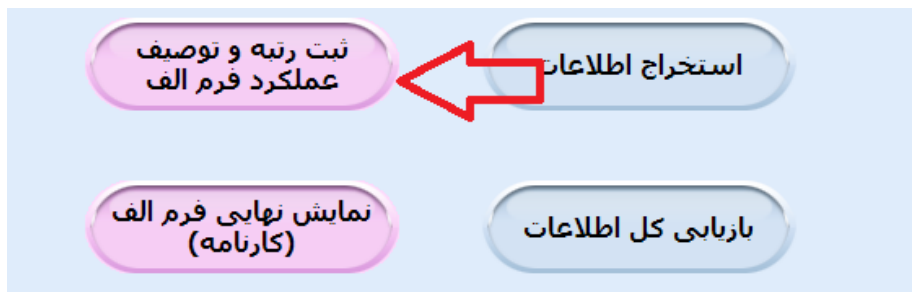 استخراج اطلاعات
ثبت رتبه و توصیف
عملکرد فرم الف
بازیابی کل اطلاعات
نمایش نهایی فرم الف
(کارنامه)